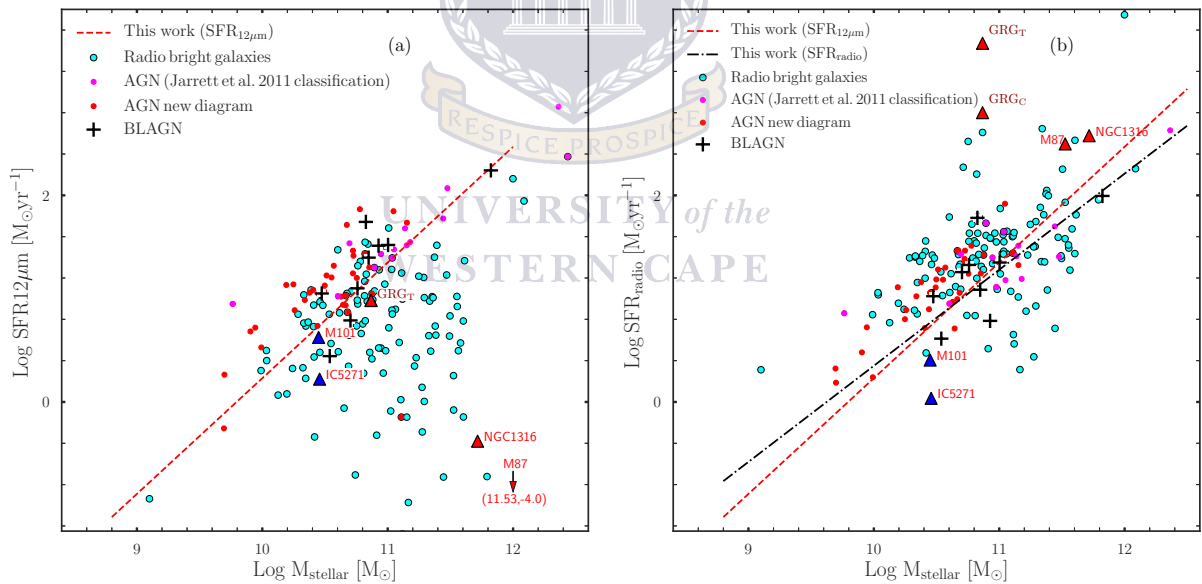 This work (SFR12μm)
Radio bright galaxies
AGN (Jarrett et al. 2011 classification)
AGN new diagram
BLAGN
(a)
GRGT
M101
IC5271
NGC1316
M87
(11.53,-4.0)
2
0
9
10
11
12
Log SFR12μm [M⊙yr−1]
Log Mstellar [M⊙]
This work (SFR12μm)
This work (SFRradio)
Radio bright galaxies
AGN (Jarrett et al. 2011 classification)
AGN new diagram
BLAGN
(b)
GRGT
GRGC
M87
NGC1316
M101
IC5271
2
0
9
10
11
12
Log SFRradio [M⊙yr−1]
Log Mstellar [M⊙]
RESPICE PROSPICE
UNIVERSITY of the
WESTERN CAPE